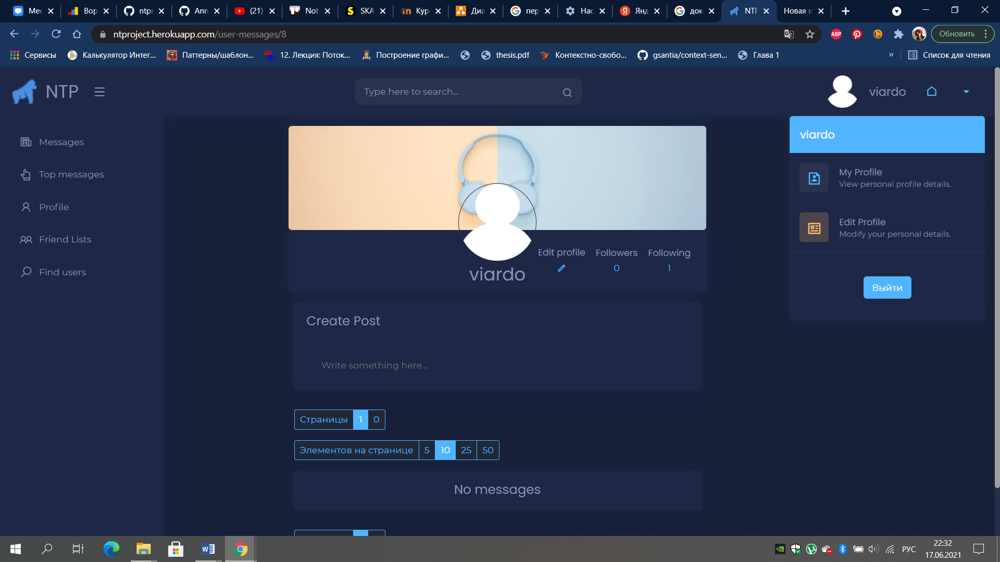 Мес
Вор
ntpr
Ann
(21)
Not
SKA
Кур
Диа
пер
Нас
Янд
док
NTP
Новая в
ntproject.herokuapp.com/user-messages/8
ABP
Обновить
Сервисы
Калькулятор Интег...
Паттерны/шаблон...
12. Лекция: Поток...
Построение графи...
thesis.pdf
Контекстно-свобо...
gsantia/context-sen...
Глава 1
»
Список для чтения
NTP
Type here to search...
viardo
Messages
Top messages
Profile
Friend Lists
Find users
viardo
My Profile
View personal profile details.
Edit Profile
Modify your personal details.
Выйти
Edit profile
Followers
0
Following
1
viardo
Create Post
Write something here...
Страницы 1 0
Элементов на странице 5 10 25 50
No messages
РУС
22:32
17.06.2021